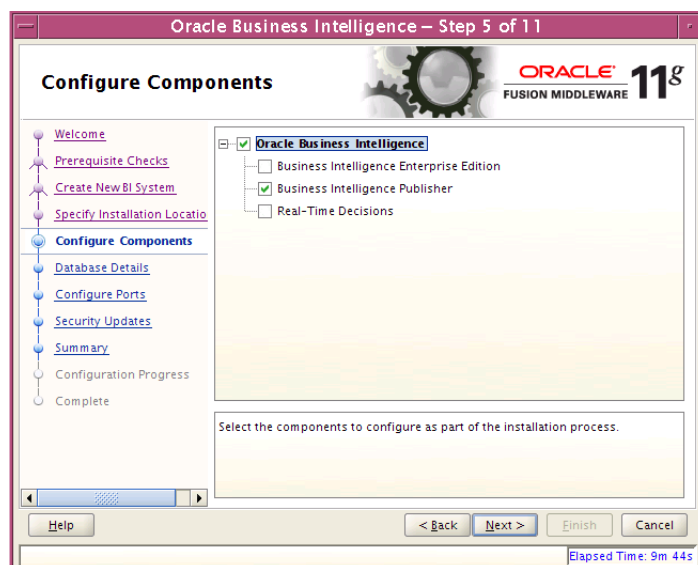 Oracle Business Intelligence – Step 5 of 11
Configure Components
ORACLE
FUSION MIDDLEWARE
11g
Welcome
Prerequisite Checks
Create New BI System
Specify Installation Locatio
Configure Components
Database Details
Configure Ports
Security Updates
Summary
Configuration Progress
Complete
Oracle Business Intelligence
Business Intelligence Enterprise Edition
Business Intelligence Publisher
Real-Time Decisions
Select the components to configure as part of the installation process.
Help
< Back
Next >
Finish
Cancel
Elapsed Time: 9m 44s